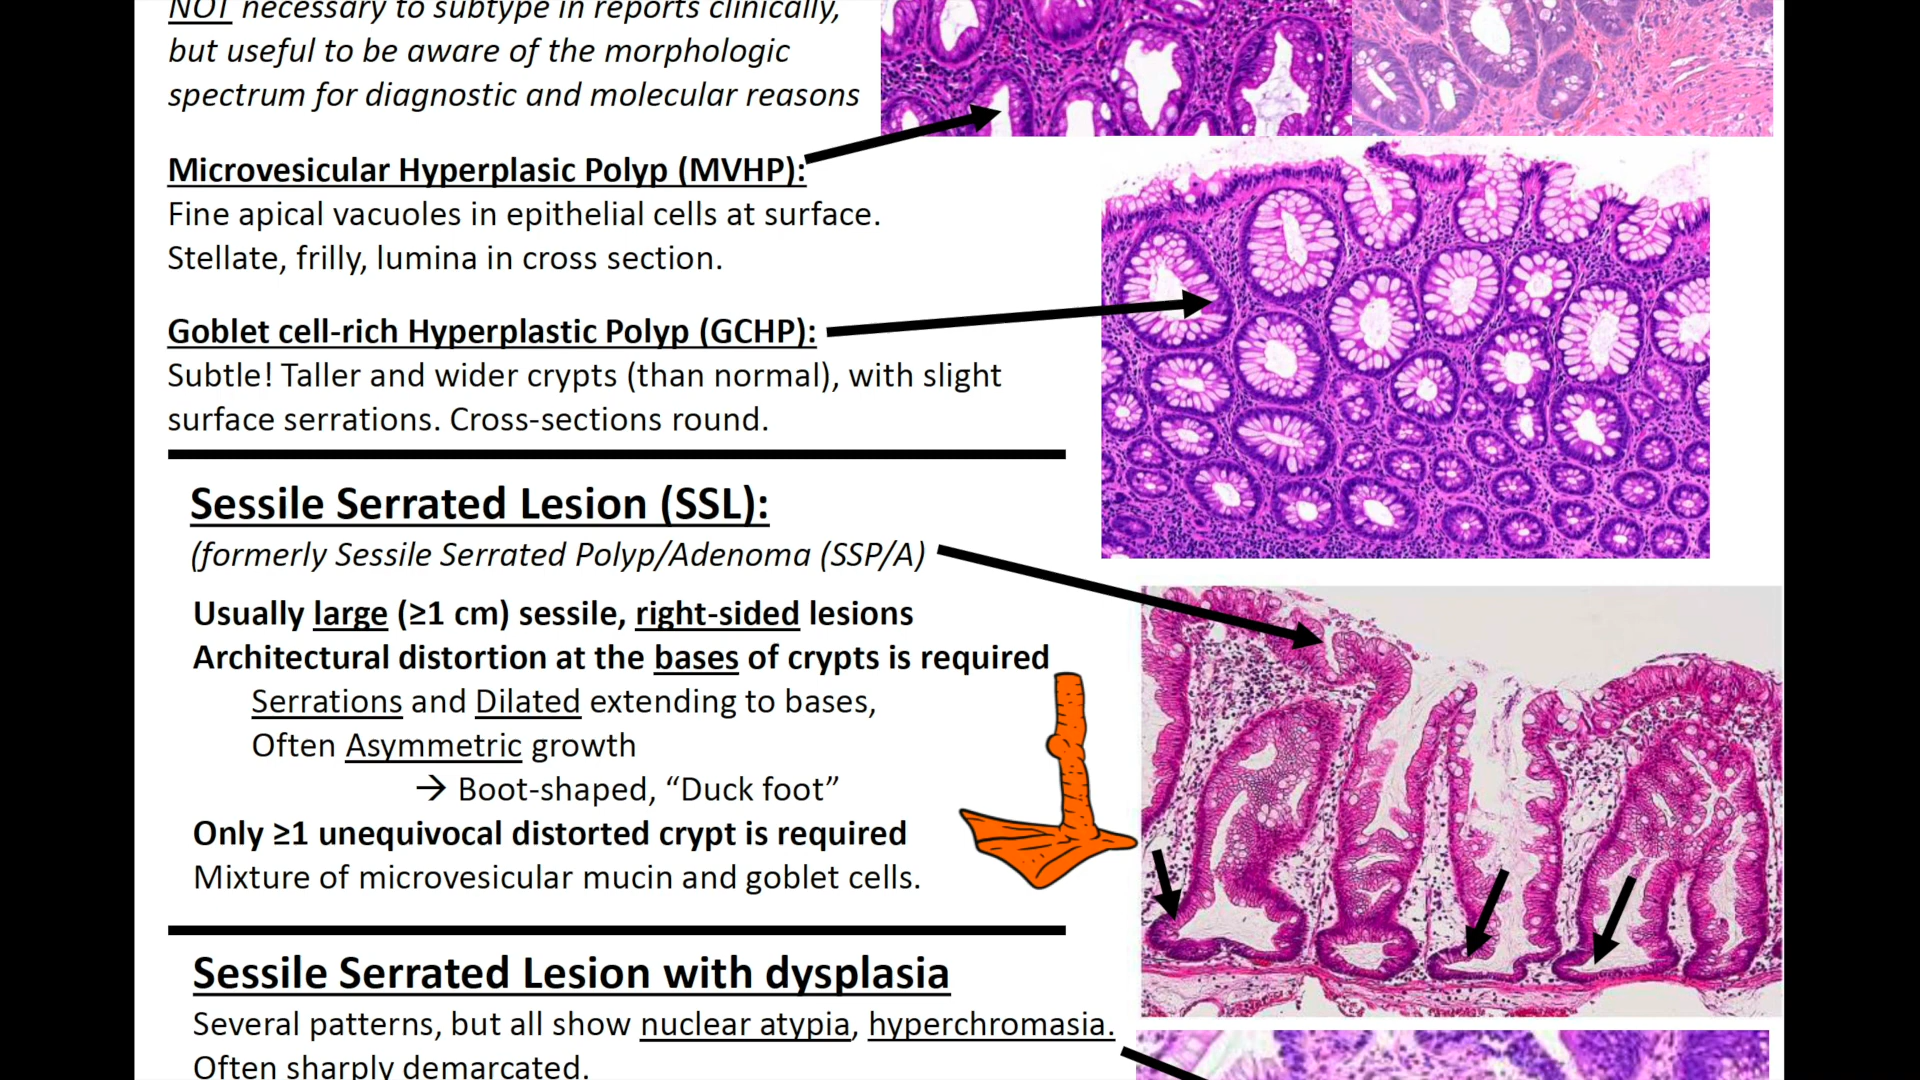 NOT necessary to subtype in reports clinically,
but useful to be aware of the morphologic
spectrum for diagnostic and molecular reasons
Microvesicular Hyperplasic Polyp (MVHP):
Fine apical vacuoles in epithelial cells at surface.
Stellate, frilly, lumina in cross section.
Goblet cell-rich Hyperplastic Polyp (GCHP):
Subtle! Taller and wider crypts (than normal), with slight
surface serrations. Cross-sections round.
Sessile Serrated Lesion (SSL):
(formerly Sessile Serrated Polyp/Adenoma (SSP/A)
Usually large (≥1 cm) sessile, right-sided lesions
Architectural distortion at the bases of crypts is required
Serrations and Dilated extending to bases,
Often Asymmetric growth
→ Boot-shaped, “Duck foot”
Only ≥1 unequivocal distorted crypt is required
Mixture of microvesicular mucin and goblet cells.
Sessile Serrated Lesion with dysplasia
Several patterns, but all show nuclear atypia, hyperchromasia.
Often sharply demarcated.